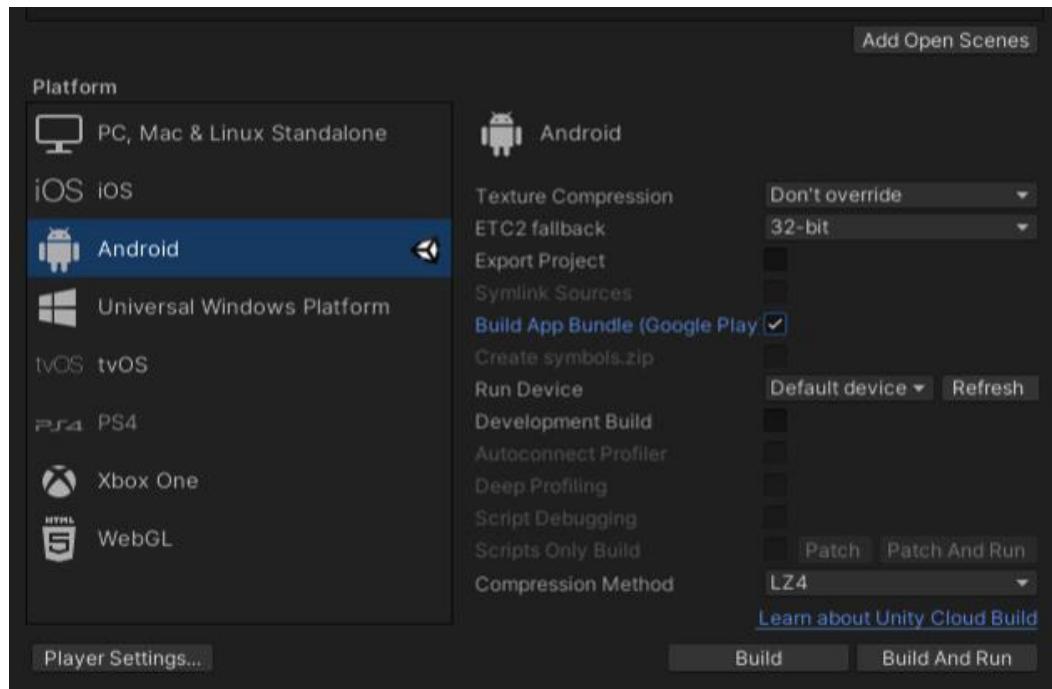 Add Open Scenes
Platform
PC, Mac & Linux Standalone
iOS iOS
Android
Universal Windows Platform
tvOS tvOS
PS4 PS4
Xbox One
HTML
5 WebGL
Android
Texture Compression Don't override
ETC2 fallback 32-bit
Export Project
Symlink Sources
Build App Bundle (Google Play
Create symbols.zip
Run Device Default device Refresh
Development Build
Autoconnect Profiler
Deep Profiling
Script Debugging
Scripts Only Build Patch Patch And Run
Compression Method LZ4
Learn about Unity Cloud Build
Player Settings... Build Build And Run